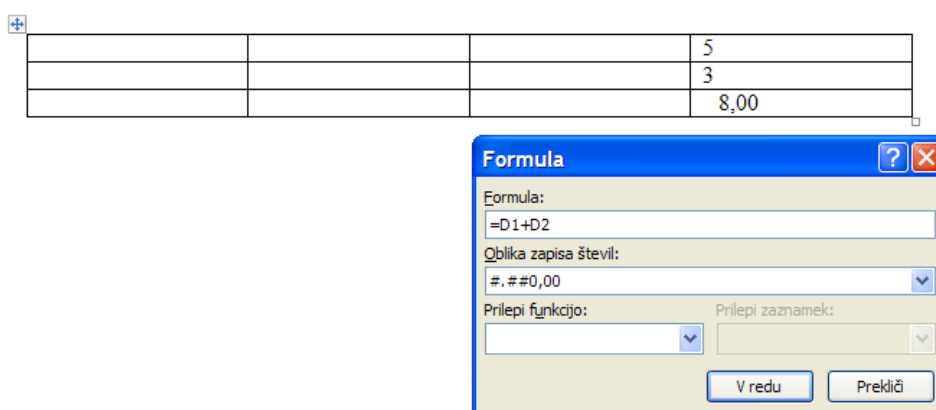 5
3
8,00
Formula
Formula:
=D1+D2
Oblika zapisa števil:
#.##0,00
Prilepi funkcijo: Prilepi zaznamek:
V redu Prekliči